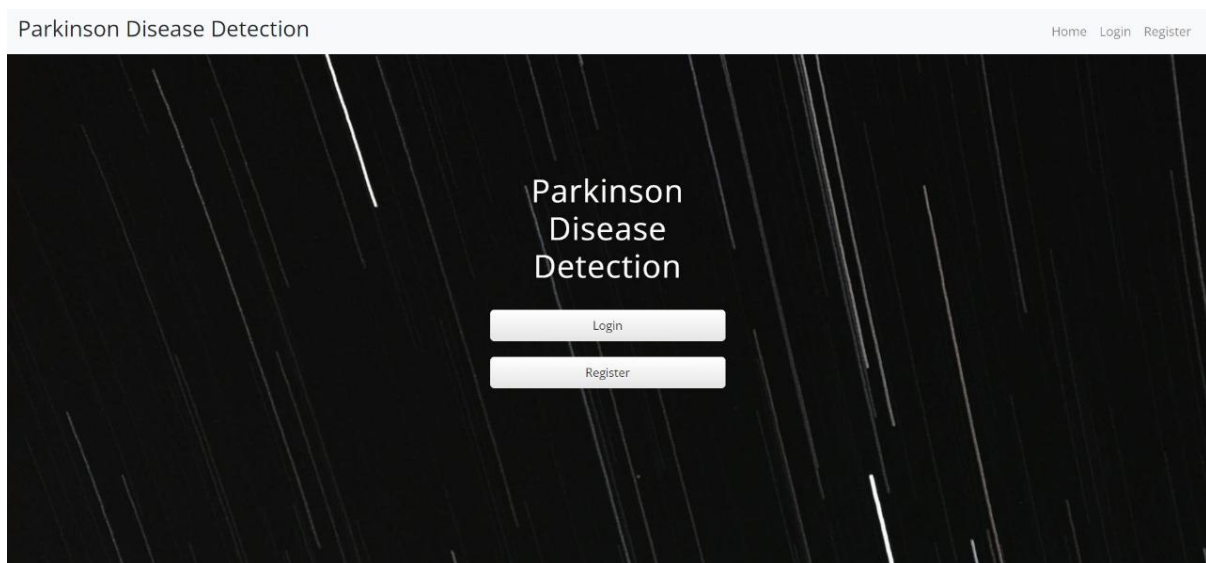 Parkinson Disease Detection
Home Login Register
Parkinson
Disease
Detection
Login
Register